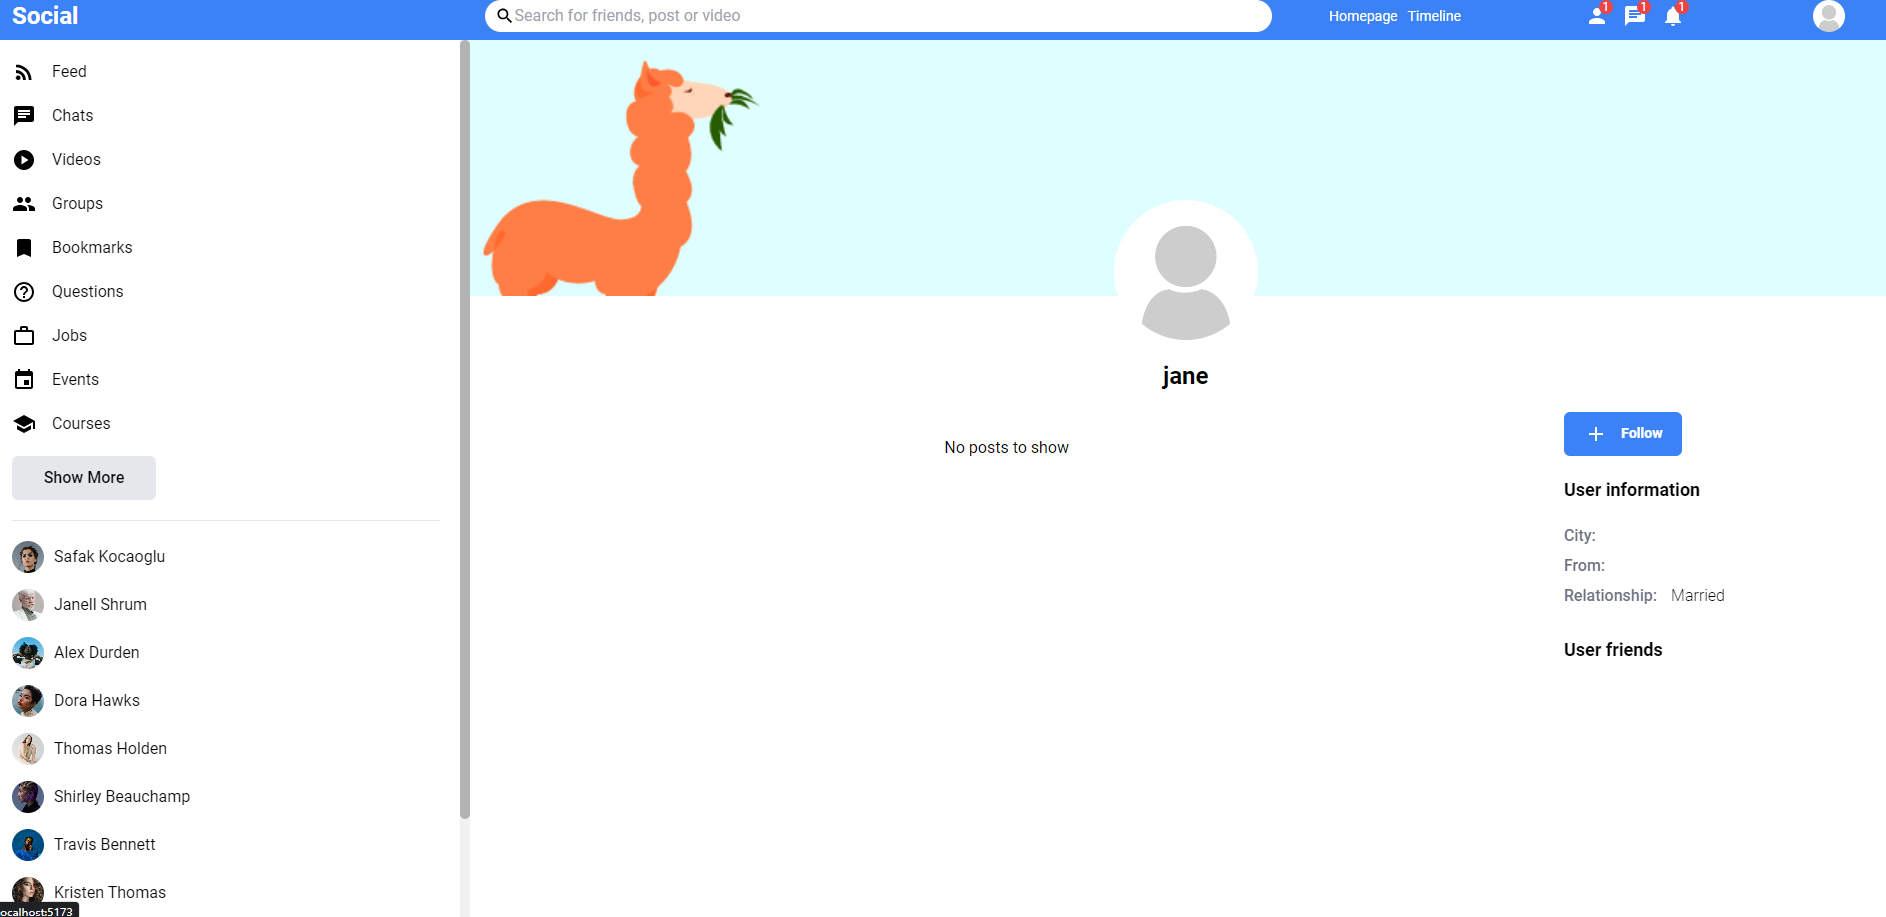 Social
Search for friends, post or video
Homepage Timeline
1
1
1
Feed
Chats
Videos
Groups
Bookmarks
Questions
Jobs
Events
Courses
Show More
Safak Kocaoglu
Janell Shrum
Alex Durden
Dora Hawks
Thomas Holden
Shirley Beauchamp
Travis Bennett
Kristen Thomas
ocalhost:5173
jane
No posts to show
Follow
User information
City:
From:
Relationship: Married
User friends